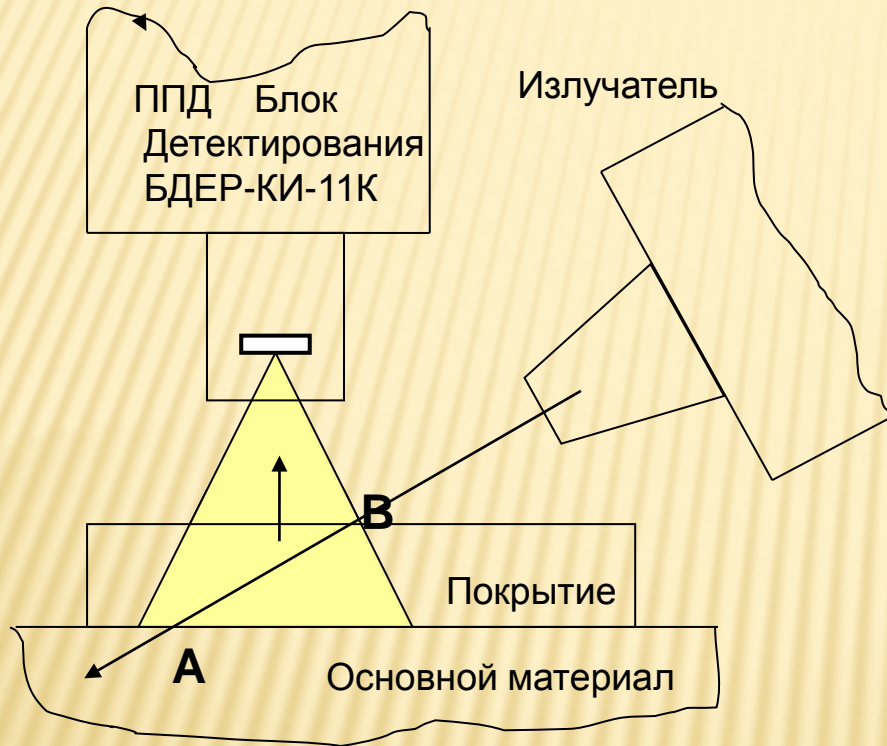 ППД Блок
Детектирования
БДЕР-КИ-11К
Излучатель
В
Покрытие
А
Основной материал